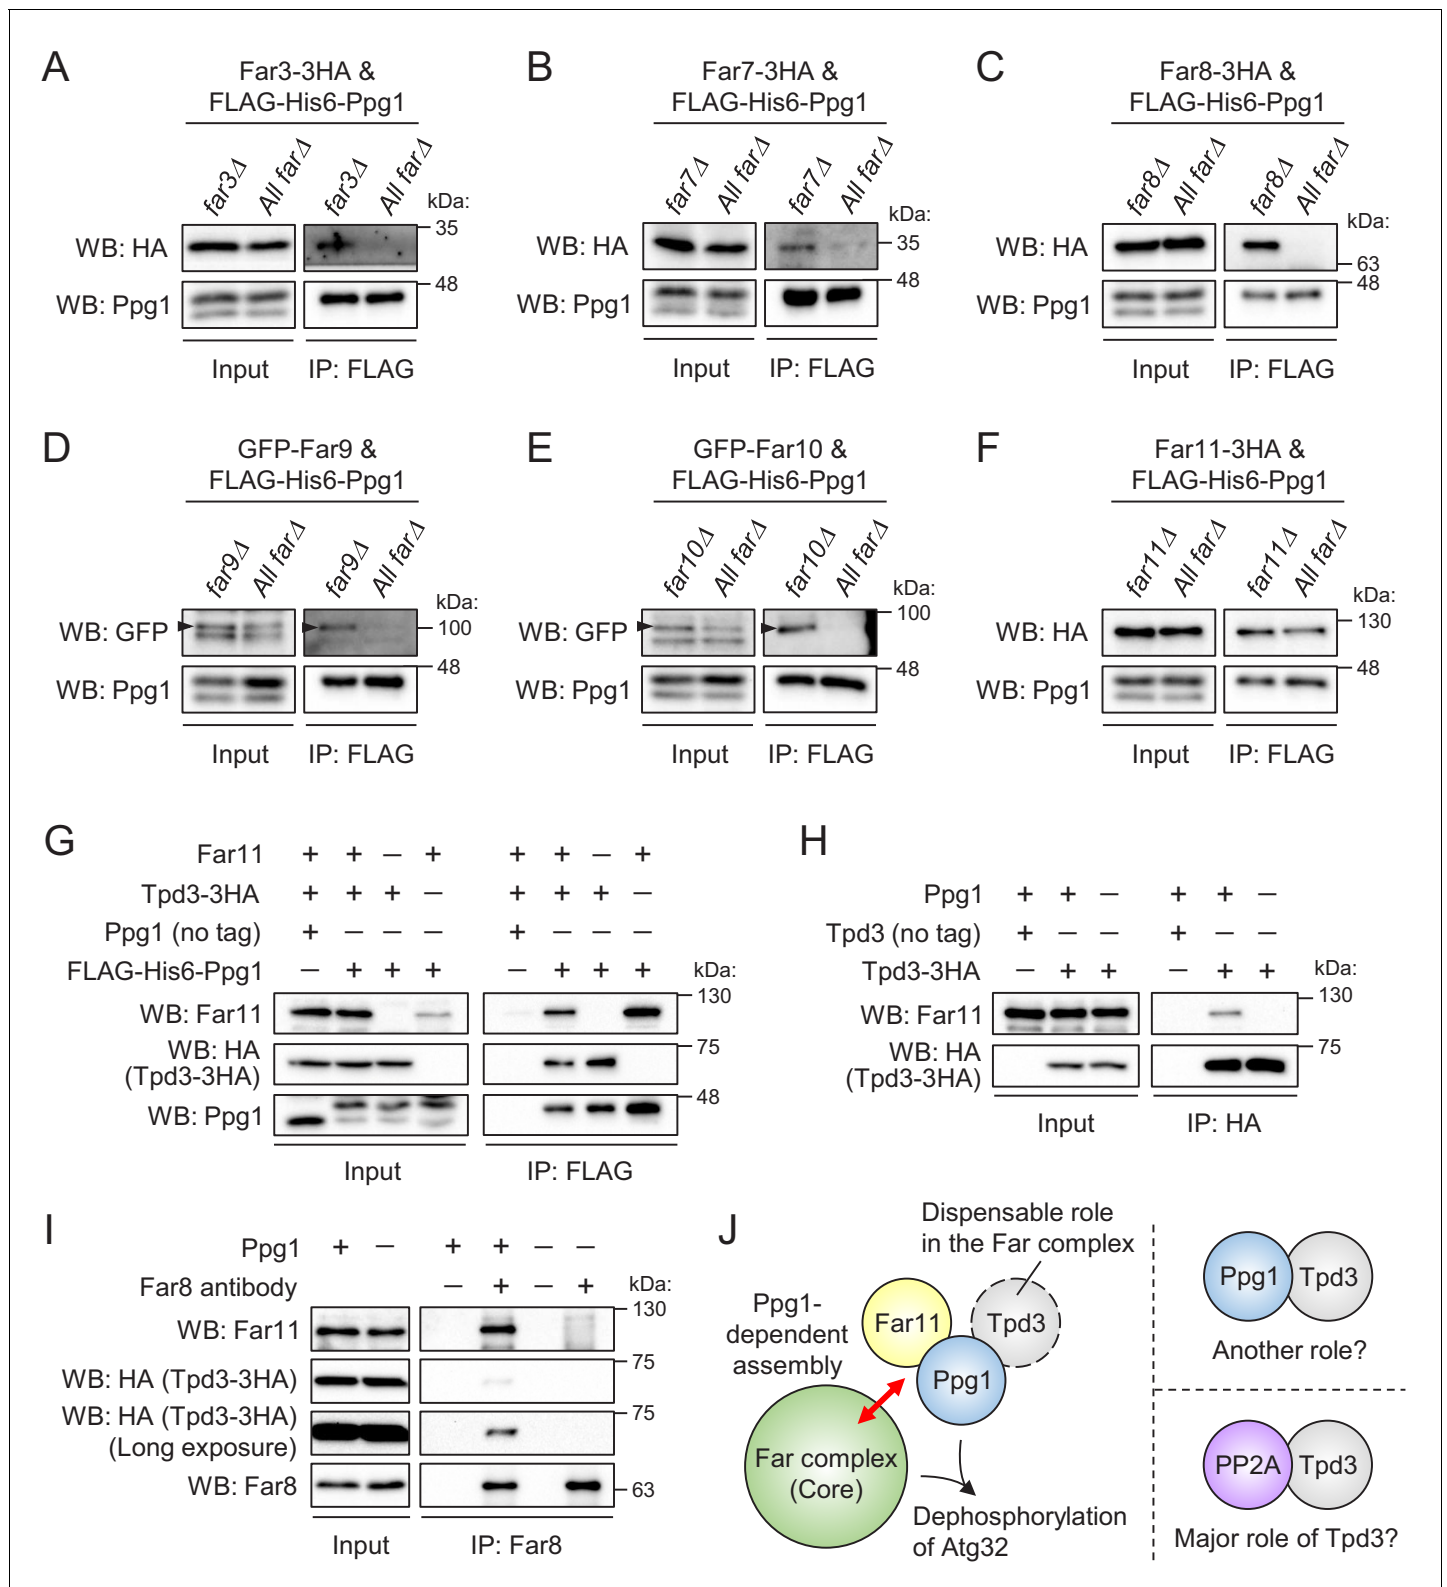 A
Far3-3HA &
FLAG-His6-Ppg1
far3Δ All farΔ far3Δ All farΔ
kDa:
WB: HA
35
WB: Ppg1
48
Input IP: FLAG
B
Far7-3HA &
FLAG-His6-Ppg1
far7Δ All farΔ far7Δ All farΔ
kDa:
WB: HA
35
WB: Ppg1
48
Input IP: FLAG
C
Far8-3HA &
FLAG-His6-Ppg1
far8Δ All farΔ far8Δ All farΔ
kDa:
WB: HA
63
WB: Ppg1
48
Input IP: FLAG
D
GFP-Far9 &
FLAG-His6-Ppg1
far9Δ All farΔ far9Δ All farΔ
kDa:
WB: GFP
100
WB: Ppg1
48
Input IP: FLAG
E
GFP-Far10 &
FLAG-His6-Ppg1
far10Δ All farΔ far10Δ All farΔ
kDa:
WB: GFP
100
WB: Ppg1
48
Input IP: FLAG
F
Far11-3HA &
FLAG-His6-Ppg1
far11Δ All farΔ far11Δ All farΔ
kDa:
WB: HA
130
WB: Ppg1
48
Input IP: FLAG
G
Far11 + + − + + + − +
Tpd3-3HA + + + − + + + −
Ppg1 (no tag) + − − − + − − −
FLAG-His6-Ppg1 − + + + − + + +
kDa:
WB: Far11 130
WB: HA
(Tpd3-3HA)
75
WB: Ppg1 48
Input IP: FLAG
H
Ppg1 + + − + + −
Tpd3 (no tag) + − − + − −
Tpd3-3HA − + + − + +
kDa:
WB: Far11 130
WB: HA
(Tpd3-3HA)
75
Input IP: HA
I
Ppg1 + − + + − −
Far8 antibody − + − +
kDa:
WB: Far11 130
WB: HA (Tpd3-3HA) 75
WB: HA (Tpd3-3HA)
(Long exposure)
75
WB: Far8 63
Input IP: Far8
J
Dispensable role
in the Far complex
Ppg1-
dependent
assembly
Far11
Tpd3
Ppg1
Far complex
(Core)
Dephosphorylation
of Atg32
Ppg1 Tpd3
Another role?
PP2A Tpd3
Major role of Tpd3?